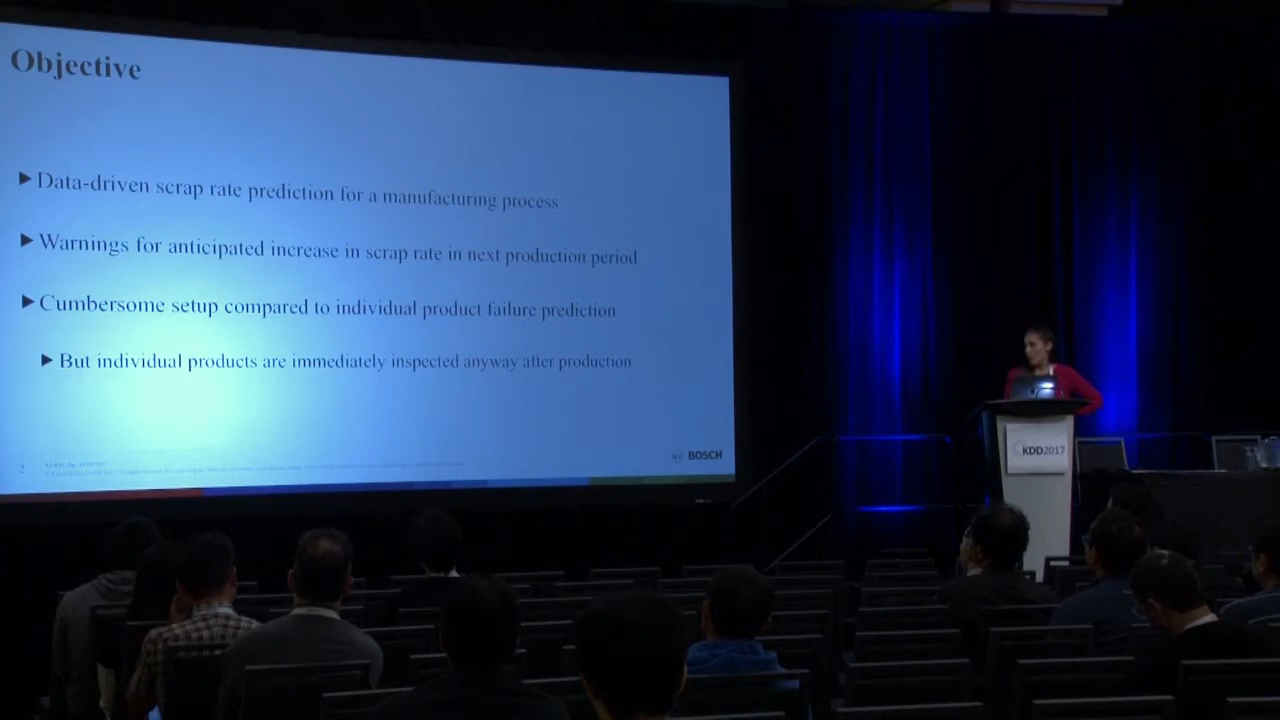 Objective
▶ Data-driven scrap rate prediction for a manufacturing process
▶ Warnings for anticipated increase in scrap rate in next production period
▶ Cumbersome setup compared to individual product failure prediction
▶ But individual products are immediately inspected anyway after production
2
BOSCH
KDD2017